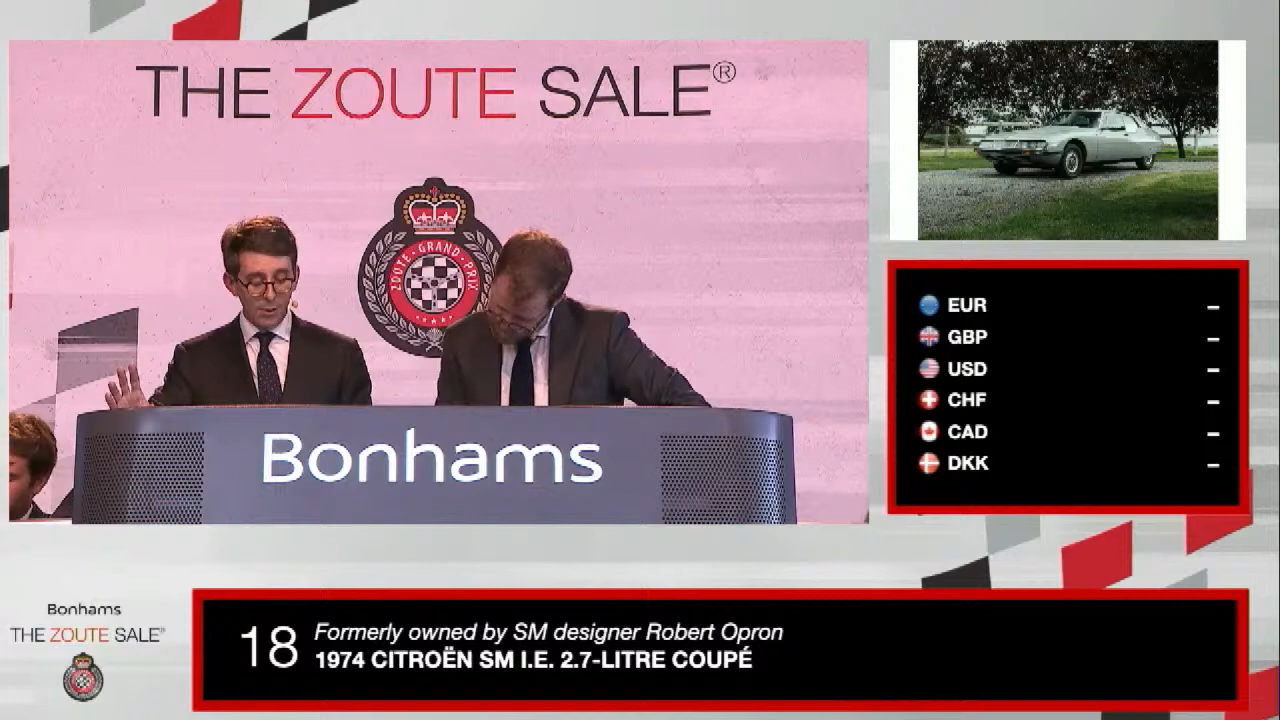 THE ZOUTE SALE®
ZOUTE · GRAND · PRIX
Bonhams
EUR –
GBP –
USD –
CHF –
CAD –
DKK –
Bonhams
THE ZOUTE SALE®
18
Formerly owned by SM designer Robert Opron
1974 CITROËN SM I.E. 2.7-LITRE COUPÉ